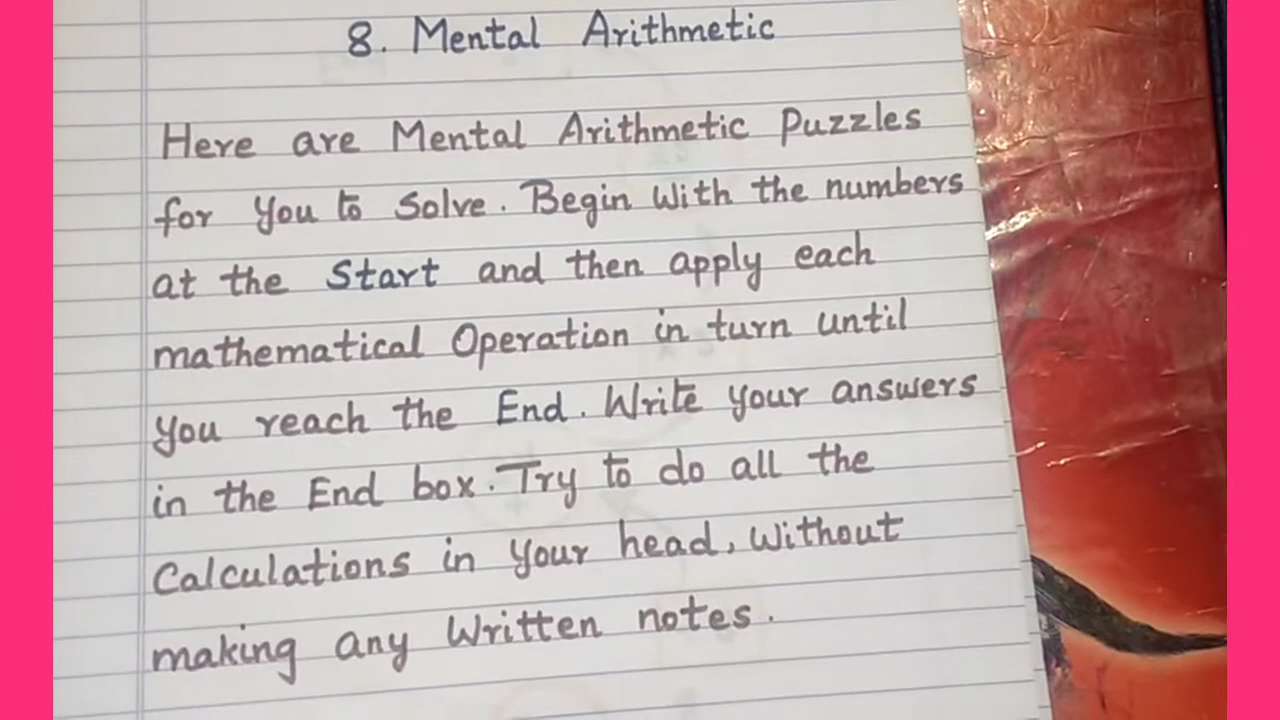 8. Mental Arithmetic
Here are Mental Arithmetic Puzzles
for you to Solve. Begin With the numbers
at the Start and then apply each
mathematical Operation in turn until
you reach the End. Write your answers
in the End box. Try to do all the
Calculations in your head, Without
making any Written notes.